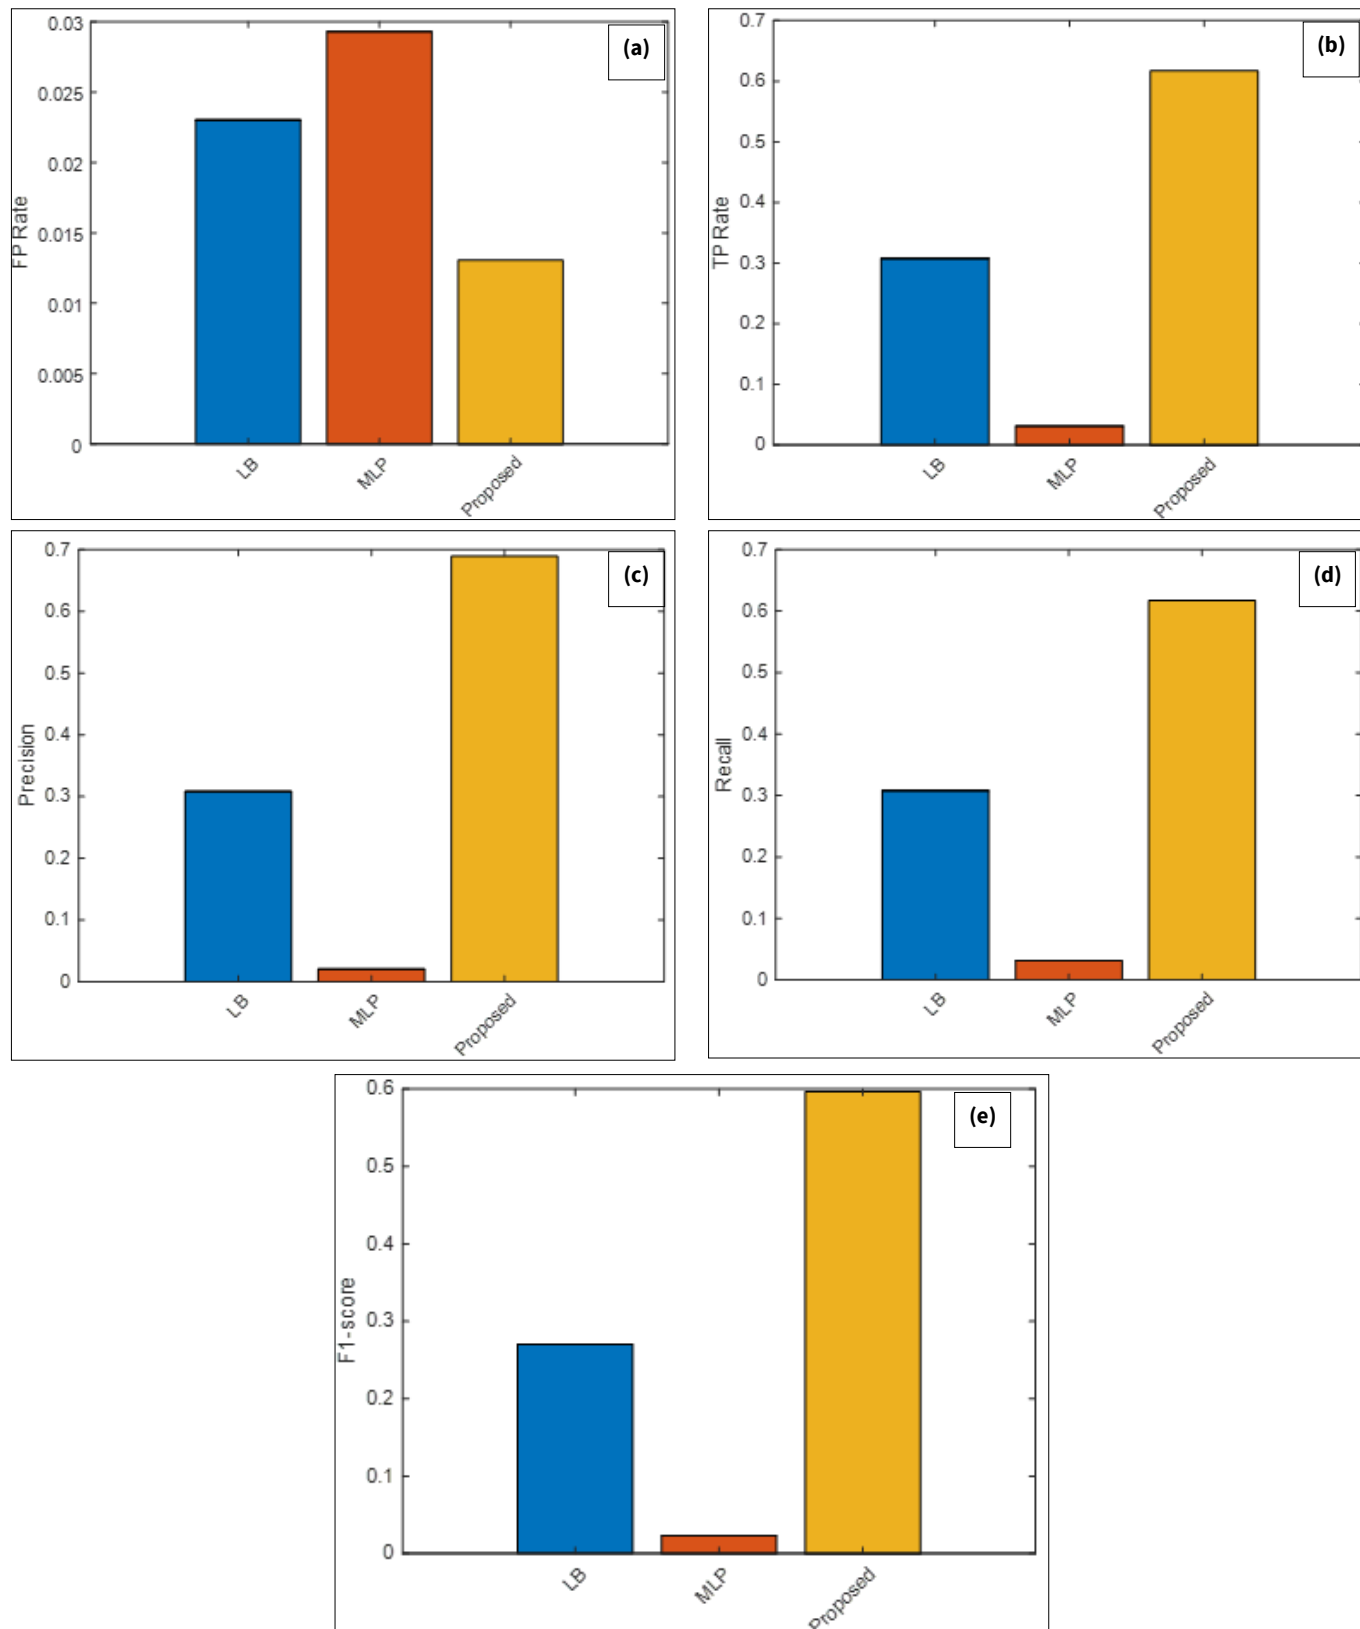 (a)
0.03
0.025
0.02
0.015
0.01
0.005
0
FP Rate
LB
MLP
Proposed
(b)
0.7
0.6
0.5
0.4
0.3
0.2
0.1
0
TP Rate
LB
MLP
Proposed
(c)
0.7
0.6
0.5
0.4
0.3
0.2
0.1
0
Precision
LB
MLP
Proposed
(d)
0.7
0.6
0.5
0.4
0.3
0.2
0.1
0
Recall
LB
MLP
Proposed
(e)
0.6
0.5
0.4
0.3
0.2
0.1
0
F1-score
LB
MLP
Proposed